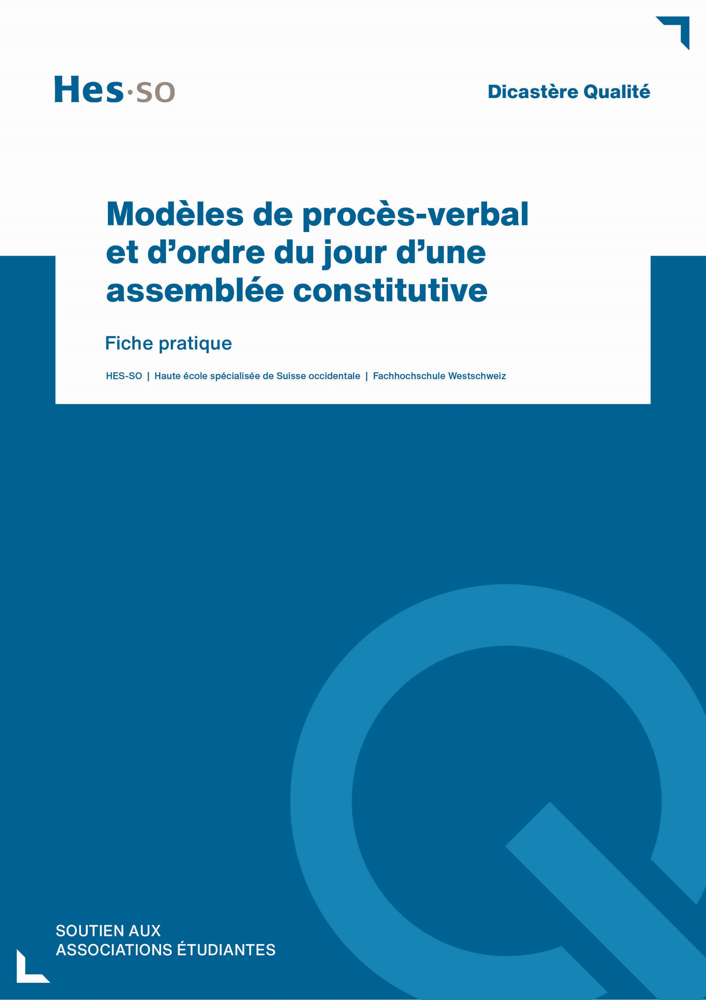 Hes·so
Dicastère Qualité
Modèles de procès-verbal
et d’ordre du jour d’une
assemblée constitutive
Fiche pratique
HES-SO | Haute école spécialisée de Suisse occidentale | Fachhochschule Westschweiz
SOUTIEN AUX
ASSOCIATIONS ÉTUDIANTES